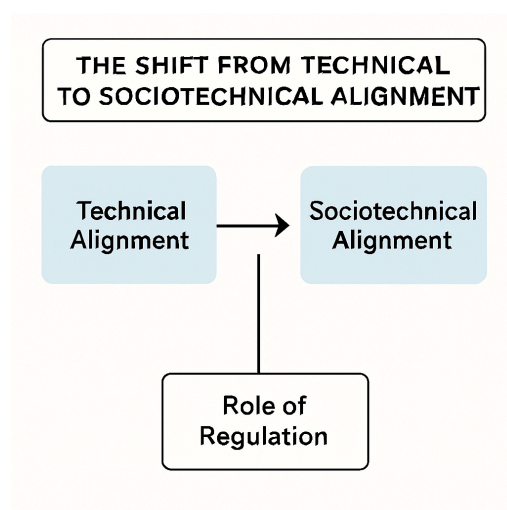 THE SHIFT FROM TECHNICAL
TO SOCIOTECHNICAL ALIGNMENT
Technical
Alignment
Sociotechnical
Alignment
Role of
Regulation